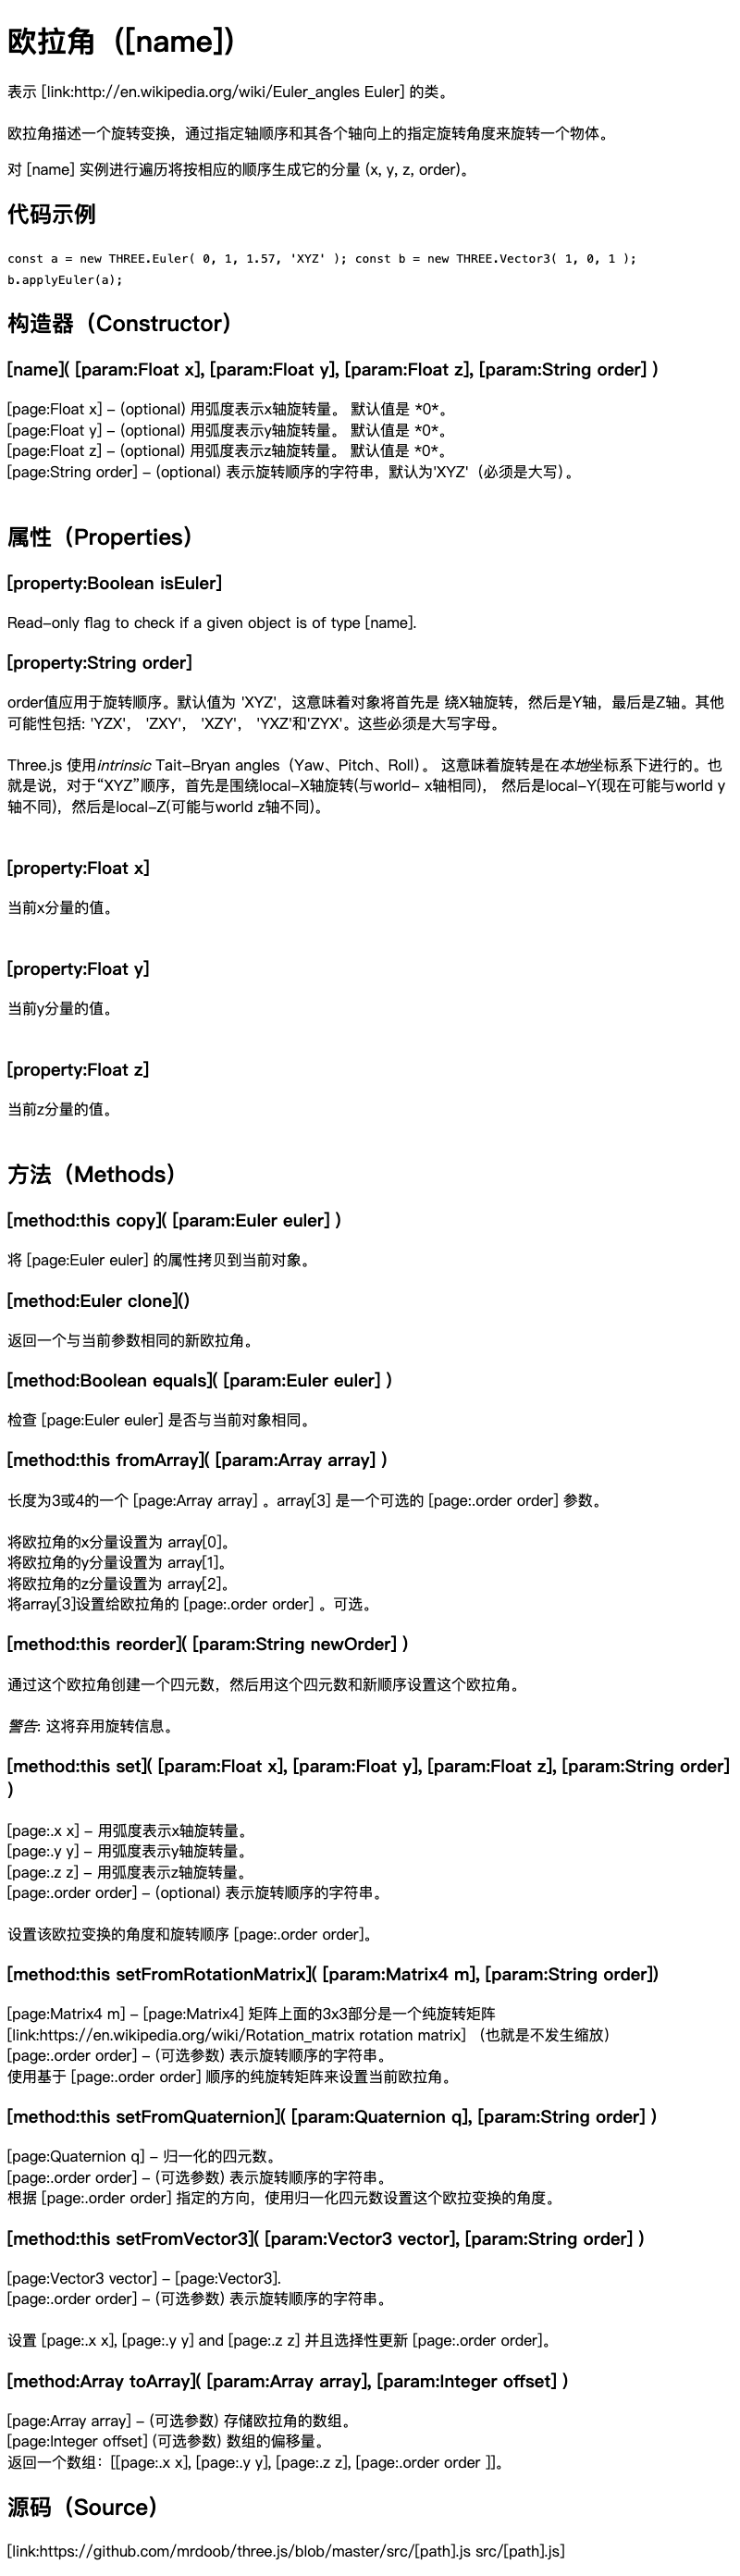 欧拉角（[name]）
表示 [link:http://en.wikipedia.org/wiki/Euler_angles Euler] 的类。
欧拉角描述一个旋转变换，通过指定轴顺序和其各个轴向上的指定旋转角度来旋转一个物体。
对 [name] 实例进行遍历将按相应的顺序生成它的分量 (x, y, z, order)。
代码示例
const a = new THREE.Euler( 0, 1, 1.57, 'XYZ' ); const b = new THREE.Vector3( 1, 0, 1 );
b.applyEuler(a);
构造器（Constructor）
[name]( [param:Float x], [param:Float y], [param:Float z], [param:String order] )
[page:Float x] - (optional) 用弧度表示x轴旋转量。 默认值是 *0*。
[page:Float y] - (optional) 用弧度表示y轴旋转量。 默认值是 *0*。
[page:Float z] - (optional) 用弧度表示z轴旋转量。 默认值是 *0*。
[page:String order] - (optional) 表示旋转顺序的字符串，默认为'XYZ'（必须是大写）。
属性（Properties）
[property:Boolean isEuler]
Read-only flag to check if a given object is of type [name].
[property:String order]
order值应用于旋转顺序。默认值为 'XYZ'，这意味着对象将首先是 绕X轴旋转，然后是Y轴，最后是Z轴。其他
可能性包括: 'YZX'， 'ZXY'， 'XZY'， 'YXZ'和'ZYX'。这些必须是大写字母。
Three.js 使用intrinsic Tait-Bryan angles（Yaw、Pitch、Roll）。 这意味着旋转是在本地坐标系下进行的。也
就是说，对于“XYZ”顺序，首先是围绕local-X轴旋转(与world- x轴相同)， 然后是local-Y(现在可能与world y
轴不同)，然后是local-Z(可能与world z轴不同)。
[property:Float x]
当前x分量的值。
[property:Float y]
当前y分量的值。
[property:Float z]
当前z分量的值。
方法（Methods）
[method:this copy]( [param:Euler euler] )
将 [page:Euler euler] 的属性拷贝到当前对象。
[method:Euler clone]()
返回一个与当前参数相同的新欧拉角。
[method:Boolean equals]( [param:Euler euler] )
检查 [page:Euler euler] 是否与当前对象相同。
[method:this fromArray]( [param:Array array] )
长度为3或4的一个 [page:Array array] 。array[3] 是一个可选的 [page:.order order] 参数。
将欧拉角的x分量设置为 array[0]。
将欧拉角的y分量设置为 array[1]。
将欧拉角的z分量设置为 array[2]。
将array[3]设置给欧拉角的 [page:.order order] 。可选。
[method:this reorder]( [param:String newOrder] )
通过这个欧拉角创建一个四元数，然后用这个四元数和新顺序设置这个欧拉角。
警告: 这将弃用旋转信息。
[method:this set]( [param:Float x], [param:Float y], [param:Float z], [param:String order]
)
[page:.x x] - 用弧度表示x轴旋转量。
[page:.y y] - 用弧度表示y轴旋转量。
[page:.z z] - 用弧度表示z轴旋转量。
[page:.order order] - (optional) 表示旋转顺序的字符串。
设置该欧拉变换的角度和旋转顺序 [page:.order order]。
[method:this setFromRotationMatrix]( [param:Matrix4 m], [param:String order])
[page:Matrix4 m] - [page:Matrix4] 矩阵上面的3x3部分是一个纯旋转矩阵
[link:https://en.wikipedia.org/wiki/Rotation_matrix rotation matrix] （也就是不发生缩放）
[page:.order order] - (可选参数) 表示旋转顺序的字符串。
使用基于 [page:.order order] 顺序的纯旋转矩阵来设置当前欧拉角。
[method:this setFromQuaternion]( [param:Quaternion q], [param:String order] )
[page:Quaternion q] - 归一化的四元数。
[page:.order order] - (可选参数) 表示旋转顺序的字符串。
根据 [page:.order order] 指定的方向，使用归一化四元数设置这个欧拉变换的角度。
[method:this setFromVector3]( [param:Vector3 vector], [param:String order] )
[page:Vector3 vector] - [page:Vector3].
[page:.order order] - (可选参数) 表示旋转顺序的字符串。
设置 [page:.x x], [page:.y y] and [page:.z z] 并且选择性更新 [page:.order order]。
[method:Array toArray]( [param:Array array], [param:Integer offset] )
[page:Array array] - (可选参数) 存储欧拉角的数组。
[page:Integer offset] (可选参数) 数组的偏移量。
返回一个数组：[[page:.x x], [page:.y y], [page:.z z], [page:.order order ]]。
源码（Source）
[link:https://github.com/mrdoob/three.js/blob/master/src/[path].js src/[path].js]